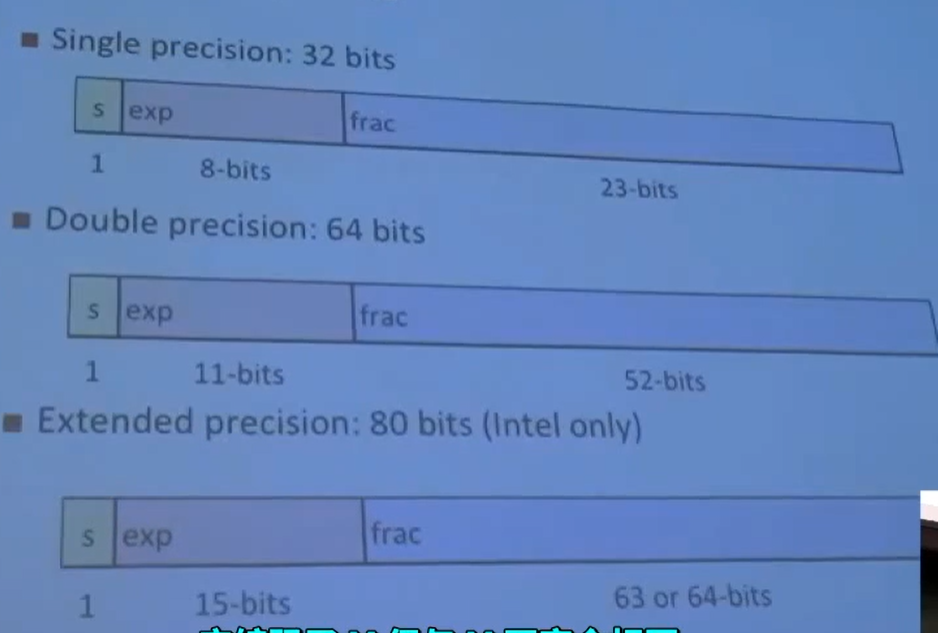 Single precision: 32 bits
s exp frac
1 8-bits 23-bits
Double precision: 64 bits
s exp frac
1 11-bits 52-bits
Extended precision: 80 bits (Intel only)
s exp frac
1 15-bits 63 or 64-bits